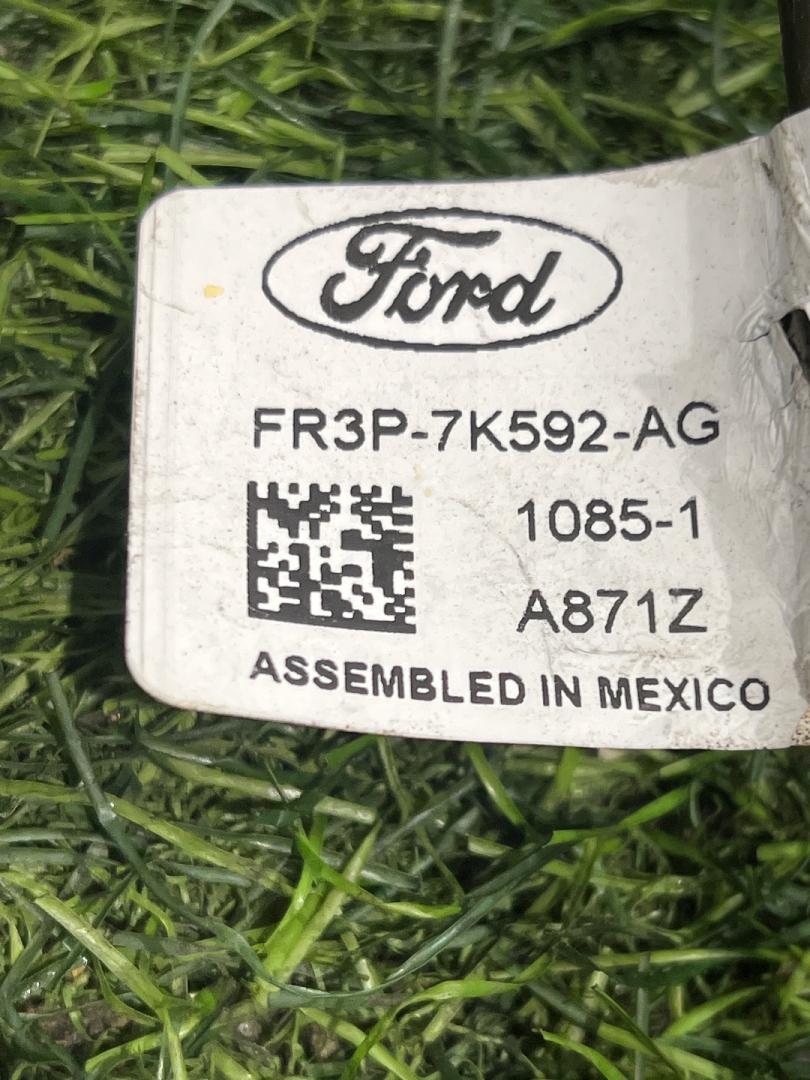 Ford
FR3P-7K592-AG
1085-1
A871Z
ASSEMBLED IN MEXICO